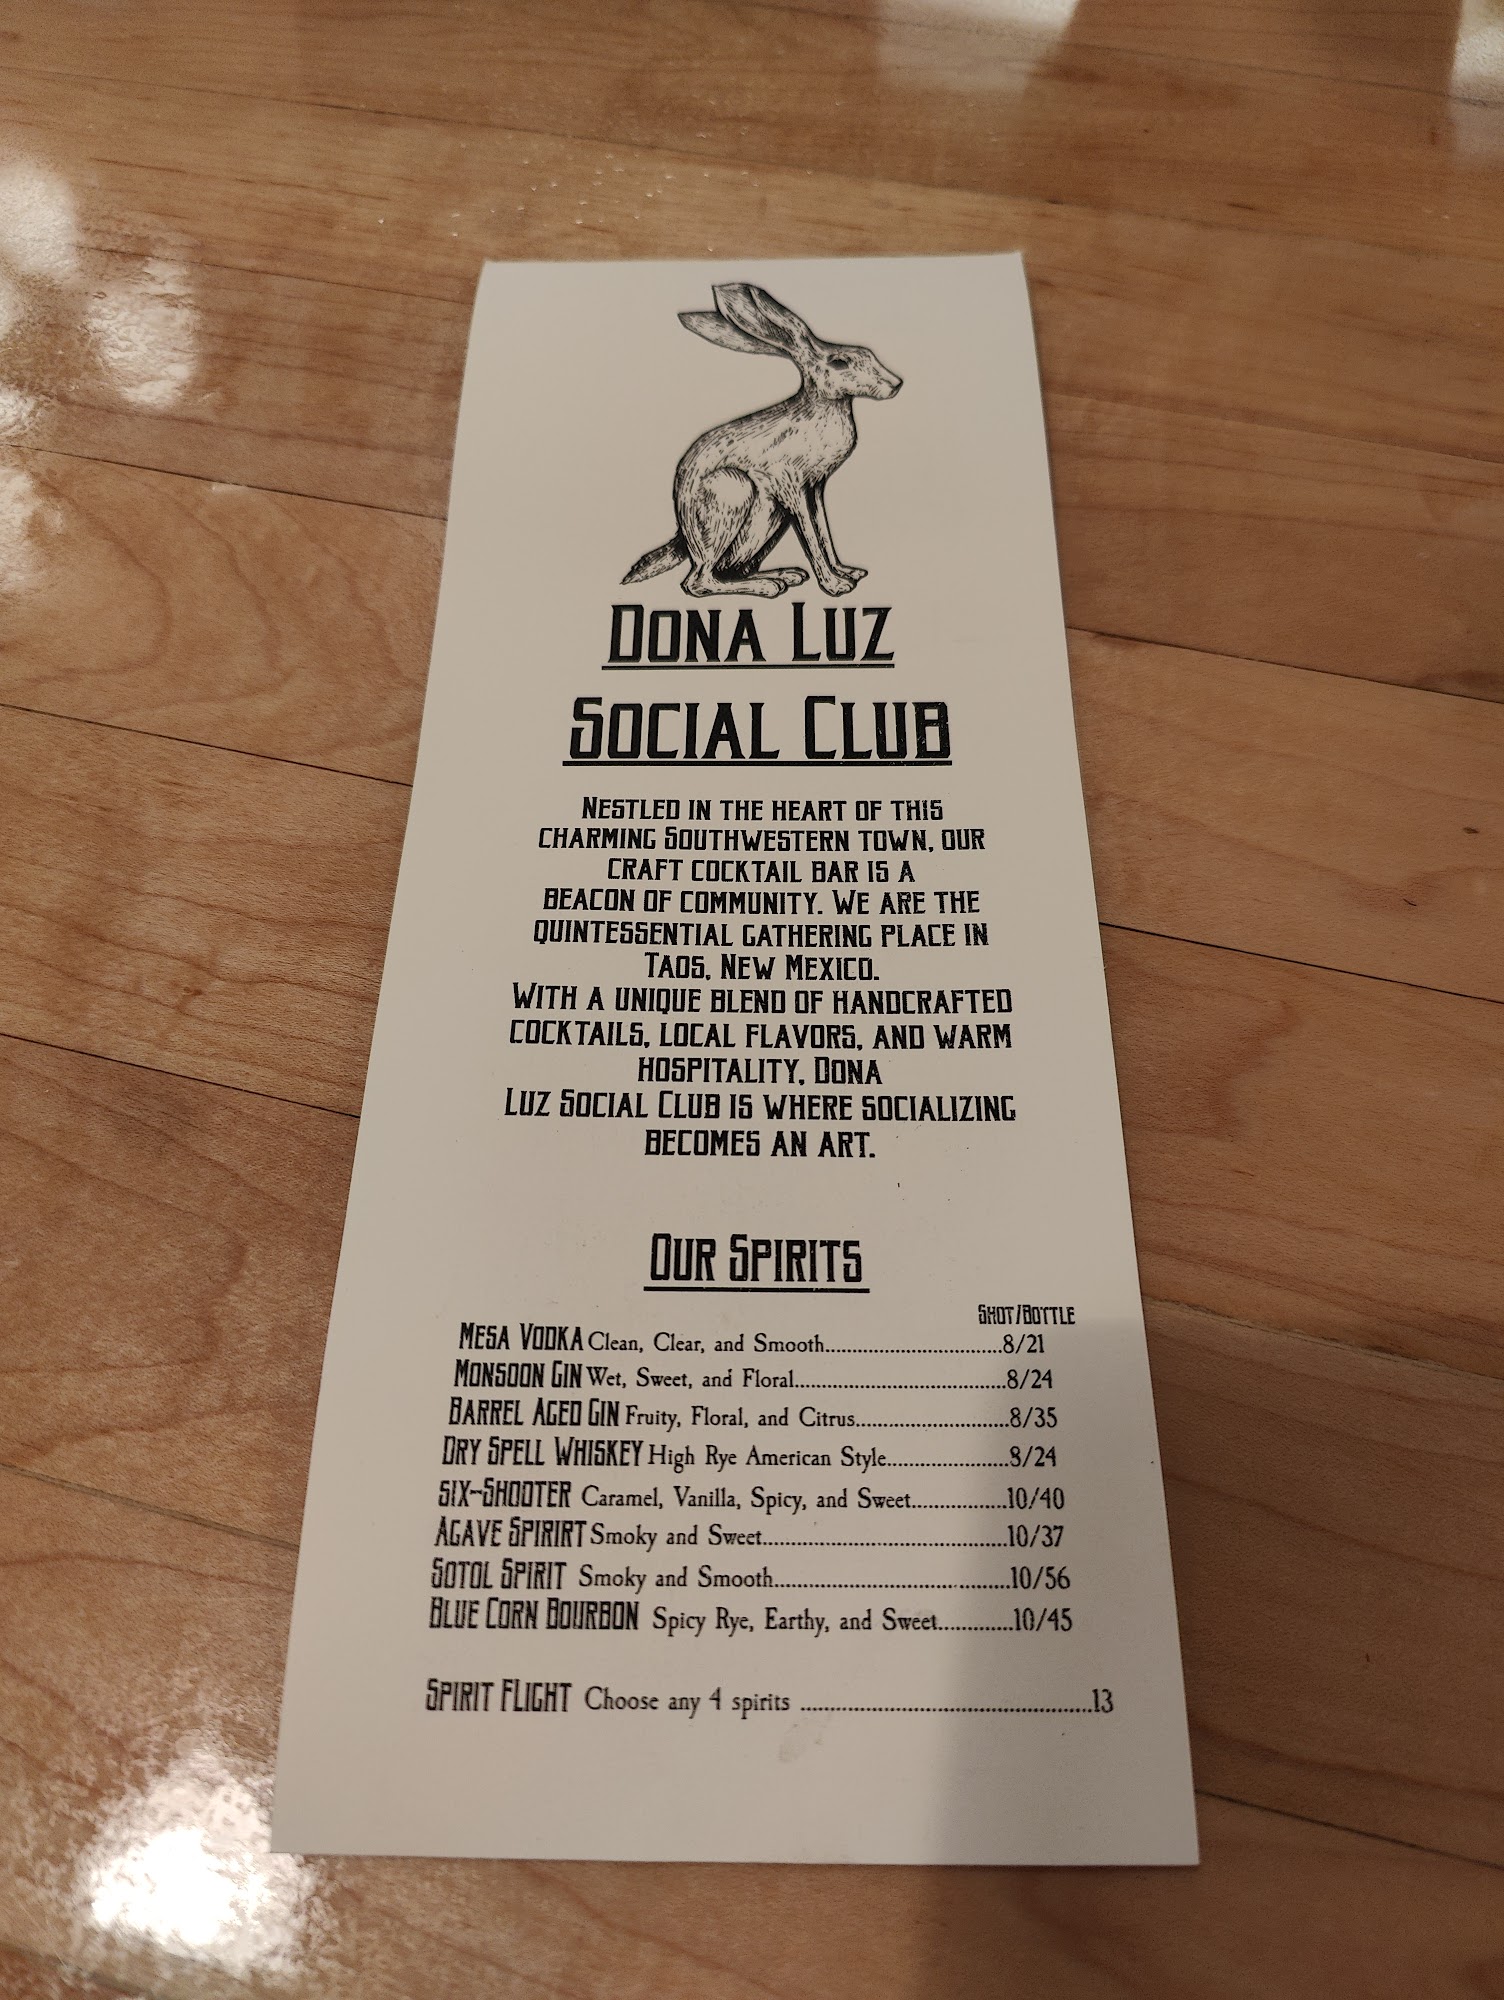 DONA LUZ
SOCIAL CLUB
NESTLED IN THE HEART OF THIS
CHARMING SOUTHWESTERN TOWN, OUR
CRAFT COCKTAIL BAR IS A
BEACON OF COMMUNITY. WE ARE THE
QUINTESSENTIAL GATHERING PLACE IN
TAOS, NEW MEXICO.
WITH A UNIQUE BLEND OF HANDCRAFTED
COCKTAILS, LOCAL FLAVORS, AND WARM
HOSPITALITY, DONA
LUZ SOCIAL CLUB IS WHERE SOCIALIZING
BECOMES AN ART.
OUR SPIRITS
SHOT/BOTTLE
MESA VODKA Clean, Clear, and Smooth..............................8/21
MONSOON GIN Wet, Sweet, and Floral....................................8/24
BARREL AGED GIN Fruity, Floral, and Citrus..........................8/35
DRY SPELL WHISKEY High Rye American Style.....................8/24
SIX-SHOOTER Caramel, Vanilla, Spicy, and Sweet................10/40
AGAVE SPIRIRT Smoky and Sweet.........................................10/37
SOTOL SPIRIT Smoky and Smooth.......................................10/56
BLUE CORN BOURBON Spicy Rye, Earthy, and Sweet.............10/45
SPIRIT FLIGHT Choose any 4 spirits ................................................13